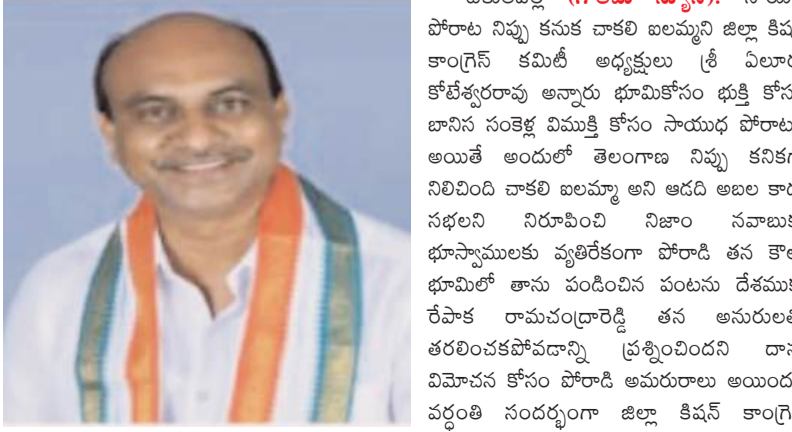 పోరాట నిప్పు కనుక చాకలి ఐలమ్మని జిల్లా కిష
కాంగ్రెస్ కమిటీ అధ్యక్షులు శ్రీ ఏలూర
కోటేశ్వరరావు అన్నారు భూమికోసం భుక్తి కోస
బానిస సంకెళ్ల విముక్తి కోసం సాయుధ పోరాట
అయితే అందులో తెలంగాణ నిప్పు కనికగ
నిలిచింది చాకలి ఐలమ్మా అని ఆడది అబల కాద
సభలని నిరూపించి నిజాం నవాబుక
భూస్వాములకు వ్యతిరేకంగా పోరాడి తన కౌల
భూమిలో తాను పండించిన పంటను దేశముక
రేపాక రామచంద్రారెడ్డి తన అనురులత
తరలించకపోవడాన్ని ప్రశ్నించిందని దాస
విమోచన కోసం పోరాడి అమరురాలు అయింద
వర్ధంతి సందర్భంగా జిల్లా కిషన్ కాంగ్రె